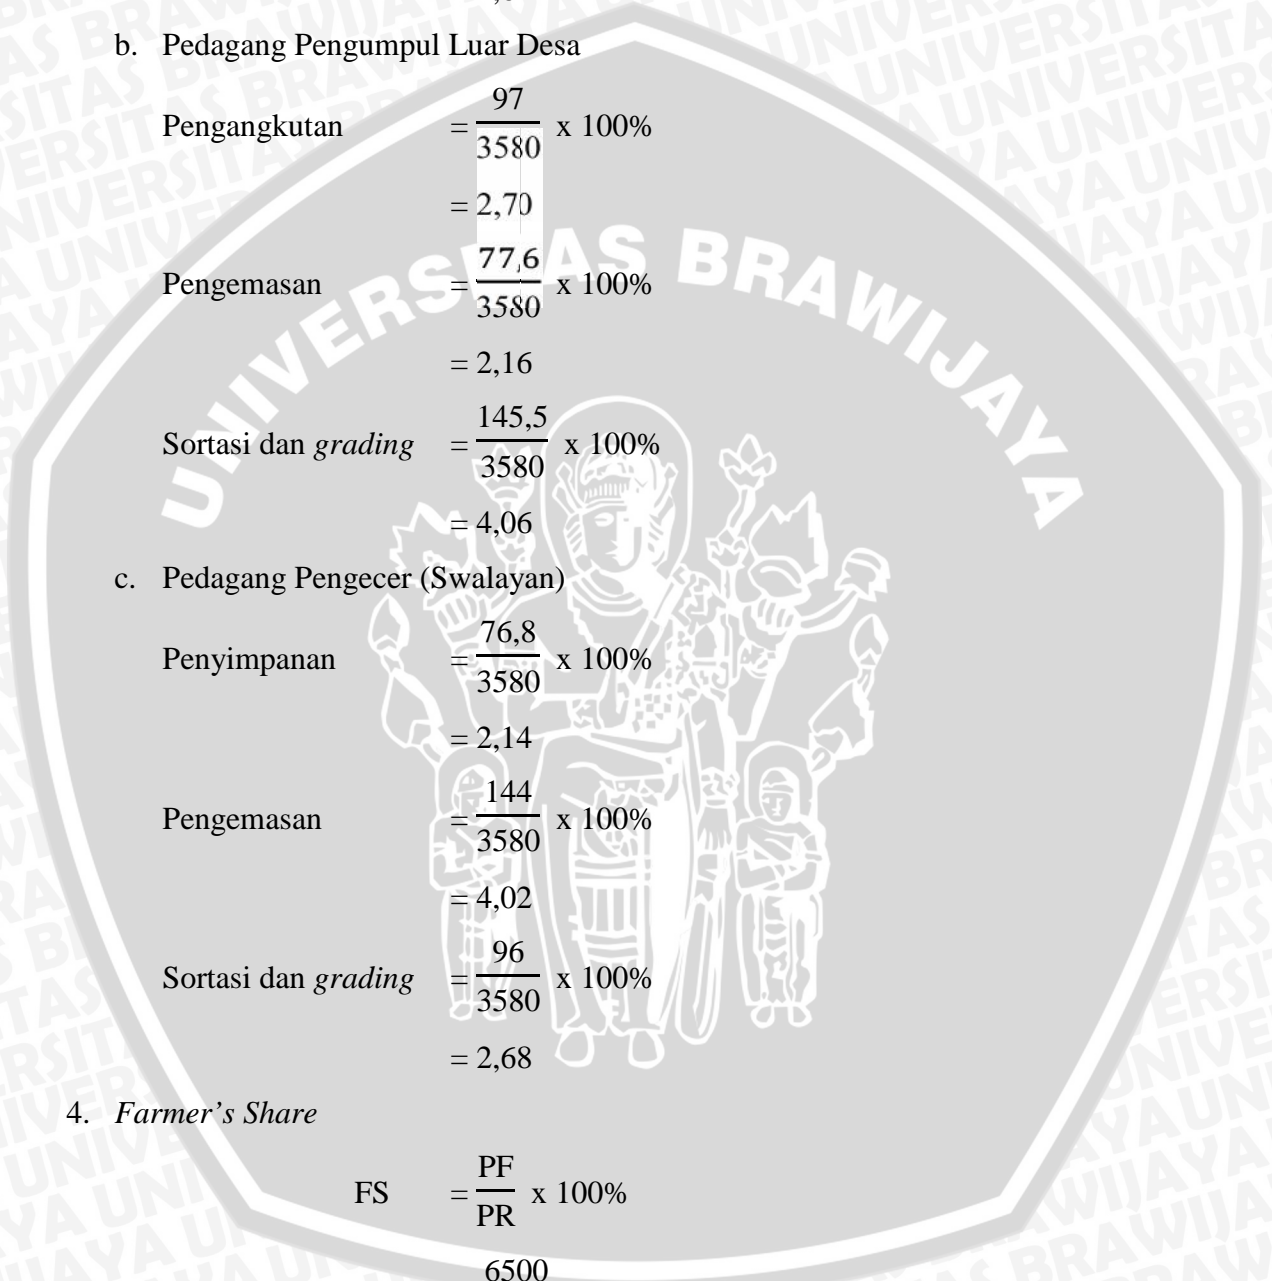 b. Pedagang Pengumpul Luar Desa
Pengangkutan = 97/3580 x 100%
= 2,70
Pengemasan = 77,6/3580 x 100%
= 2,16
Sortasi dan grading = 145,5/3580 x 100%
= 4,06
c. Pedagang Pengecer (Swalayan)
Penyimpanan = 76,8/3580 x 100%
= 2,14
Pengemasan = 144/3580 x 100%
= 4,02
Sortasi dan grading = 96/3580 x 100%
= 2,68
4. Farmer’s Share
FS = PF/PR x 100%
6500